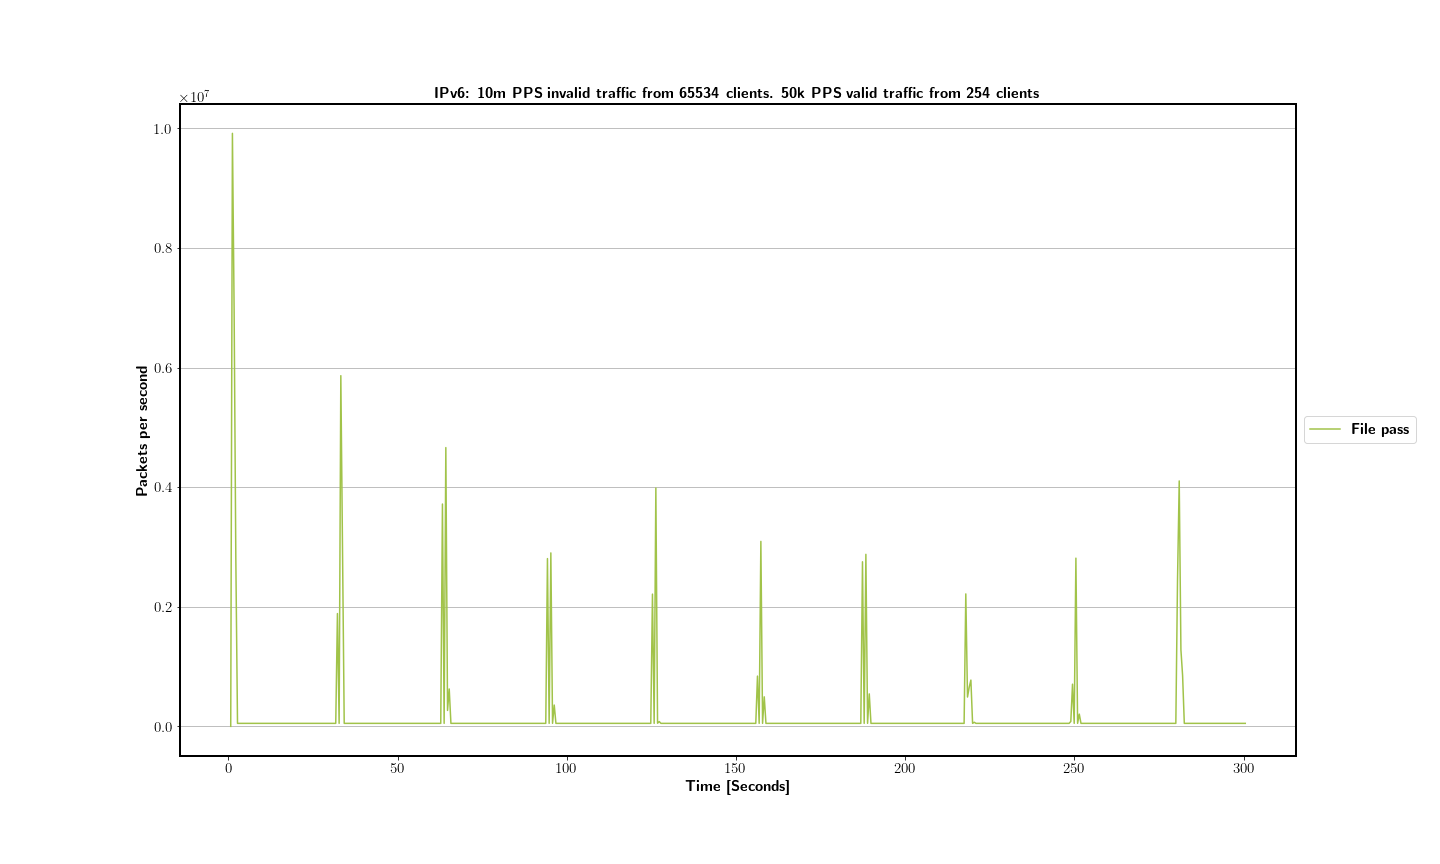 IPv6: 10m PPS invalid traffic from 65534 clients. 50k PPS valid traffic from 254 clients
×10⁷
1.0
0.8
0.6
0.4
0.2
0.0
Packets per second
0 50 100 150 200 250 300
Time [Seconds]
File pass